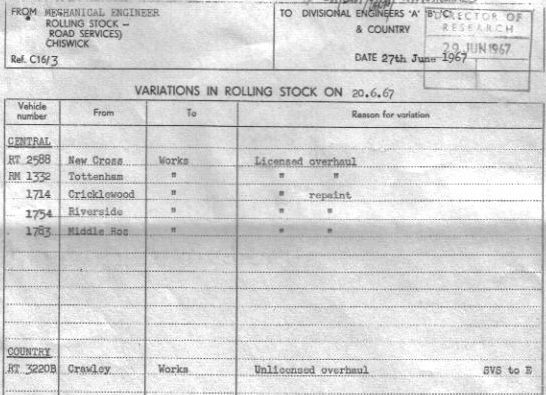 FROM MECHANICAL ENGINEER
ROLLING STOCK –
ROAD SERVICES)
CHISWICK
Ref. C16/3
TO DIVISIONAL ENGINEERS 'A' 'B' 'C'
& COUNTRY
DATE 27th June 1967
DIRECTOR OF
RESEARCH
29 JUN 1967
VARIATIONS IN ROLLING STOCK ON 20.6.67
Vehicle number From To Reason for variation
CENTRAL
RT 2588 New Cross Works Licensed overhaul
RM 1332 Tottenham " " "
1714 Cricklewood " " repaint
1754 Riverside " " "
1783 Middle Row " " "
COUNTRY
RT 3220B Crawley Works Unlicensed overhaul SVS to E